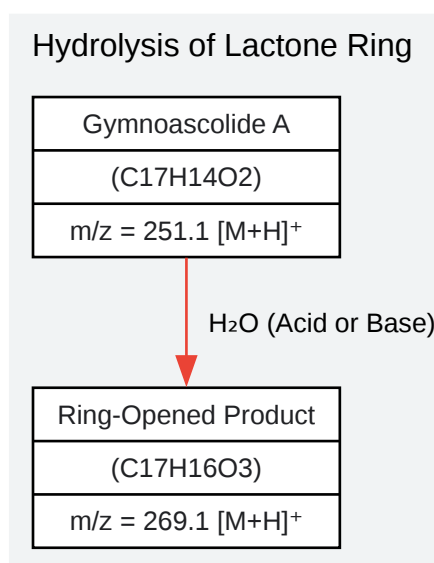 Hydrolysis of Lactone Ring
Gymnoascolide A
(C17H14O2)
m/z = 251.1 [M+H]⁺
H₂O (Acid or Base)
Ring-Opened Product
(C17H16O3)
m/z = 269.1 [M+H]⁺